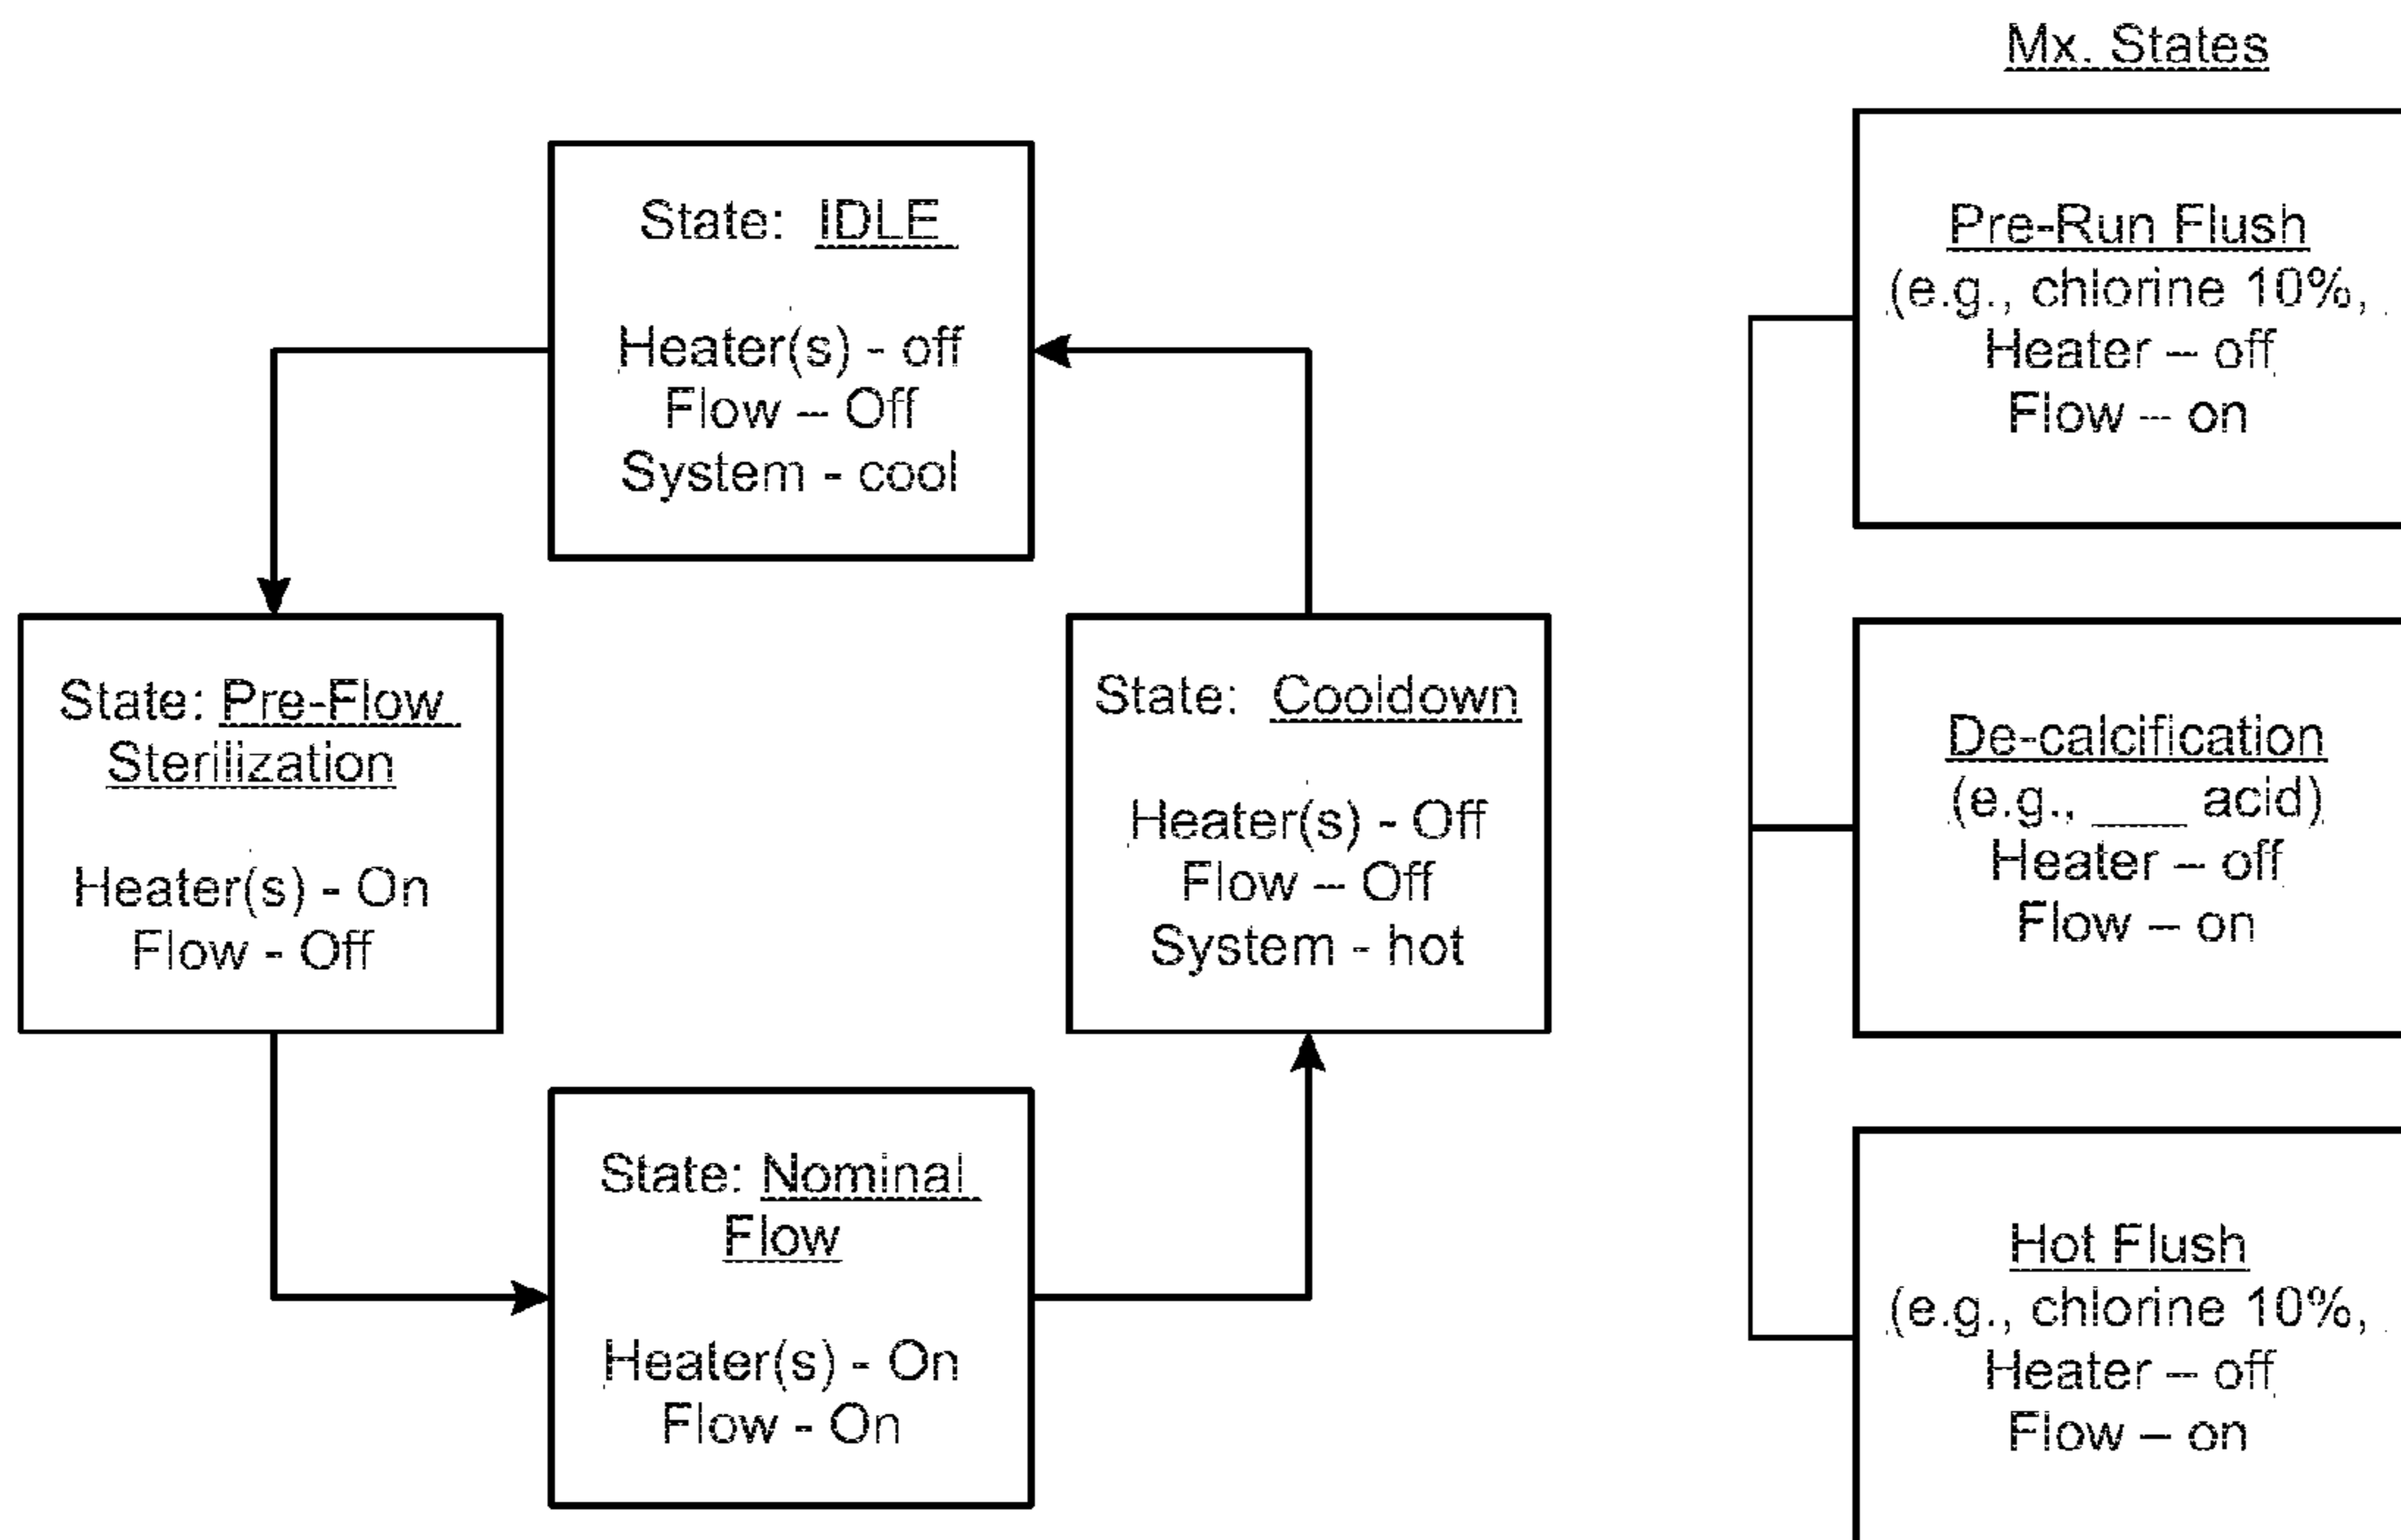 State: IDLE
Heater(s) - off
Flow – Off
System - cool
State: Pre-Flow
Sterilization
Heater(s) - On
Flow - Off
State: Nominal
Flow
Heater(s) - On
Flow - On
State: Cooldown
Heater(s) - Off
Flow – Off
System - hot
Mx. States
Pre-Run Flush
(e.g., chlorine 10%,
Heater – off
Flow – on
De-calcification
(e.g., ___ acid)
Heater – off
Flow – on
Hot Flush
(e.g., chlorine 10%,
Heater – off
Flow – on